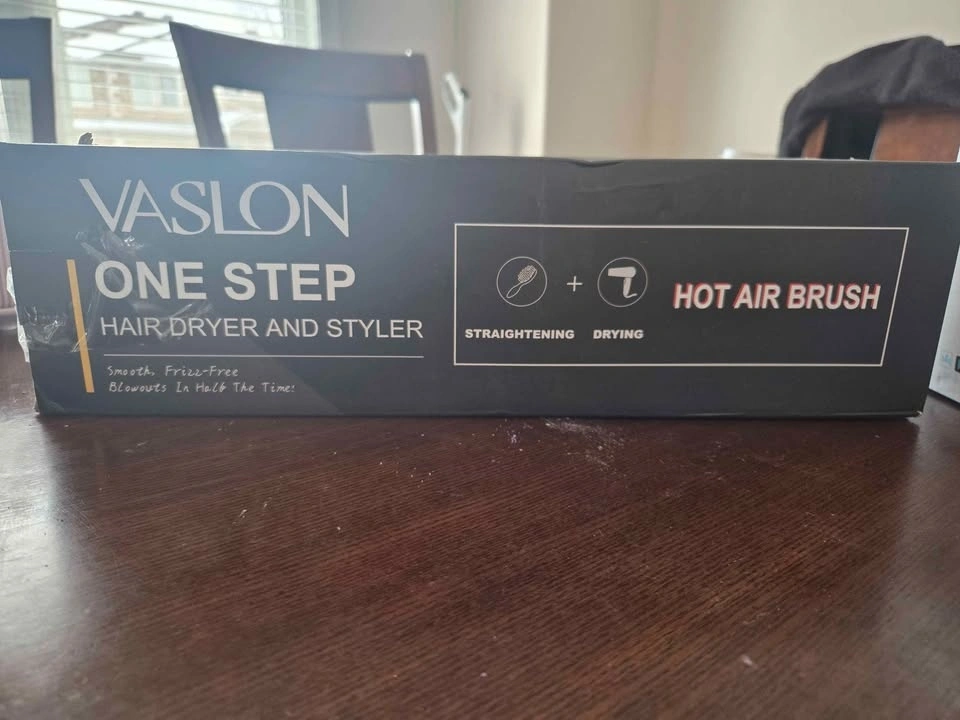 VASLON
ONE STEP
HAIR DRYER AND STYLER
Smooth, Frizz-Free
Blowouts In Half The Time!
STRAIGHTENING + DRYING
HOT AIR BRUSH